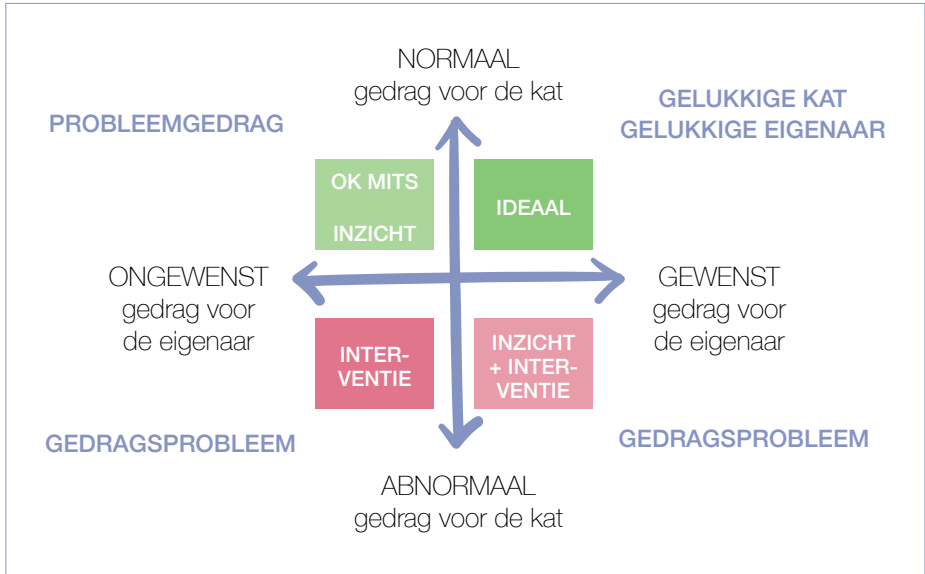 NORMAAL
gedrag voor de kat
PROBLEEMGEDRAG
GELUKKIGE KAT
GELUKKIGE EIGENAAR
OK MITS
INZICHT
IDEAAL
ONGEWENST
gedrag voor
de eigenaar
GEWENST
gedrag voor
de eigenaar
INTER-
VENTIE
INZICHT
+ INTER-
VENTIE
GEDRAGSPROBLEEM
GEDRAGSPROBLEEM
ABNORMAAL
gedrag voor de kat